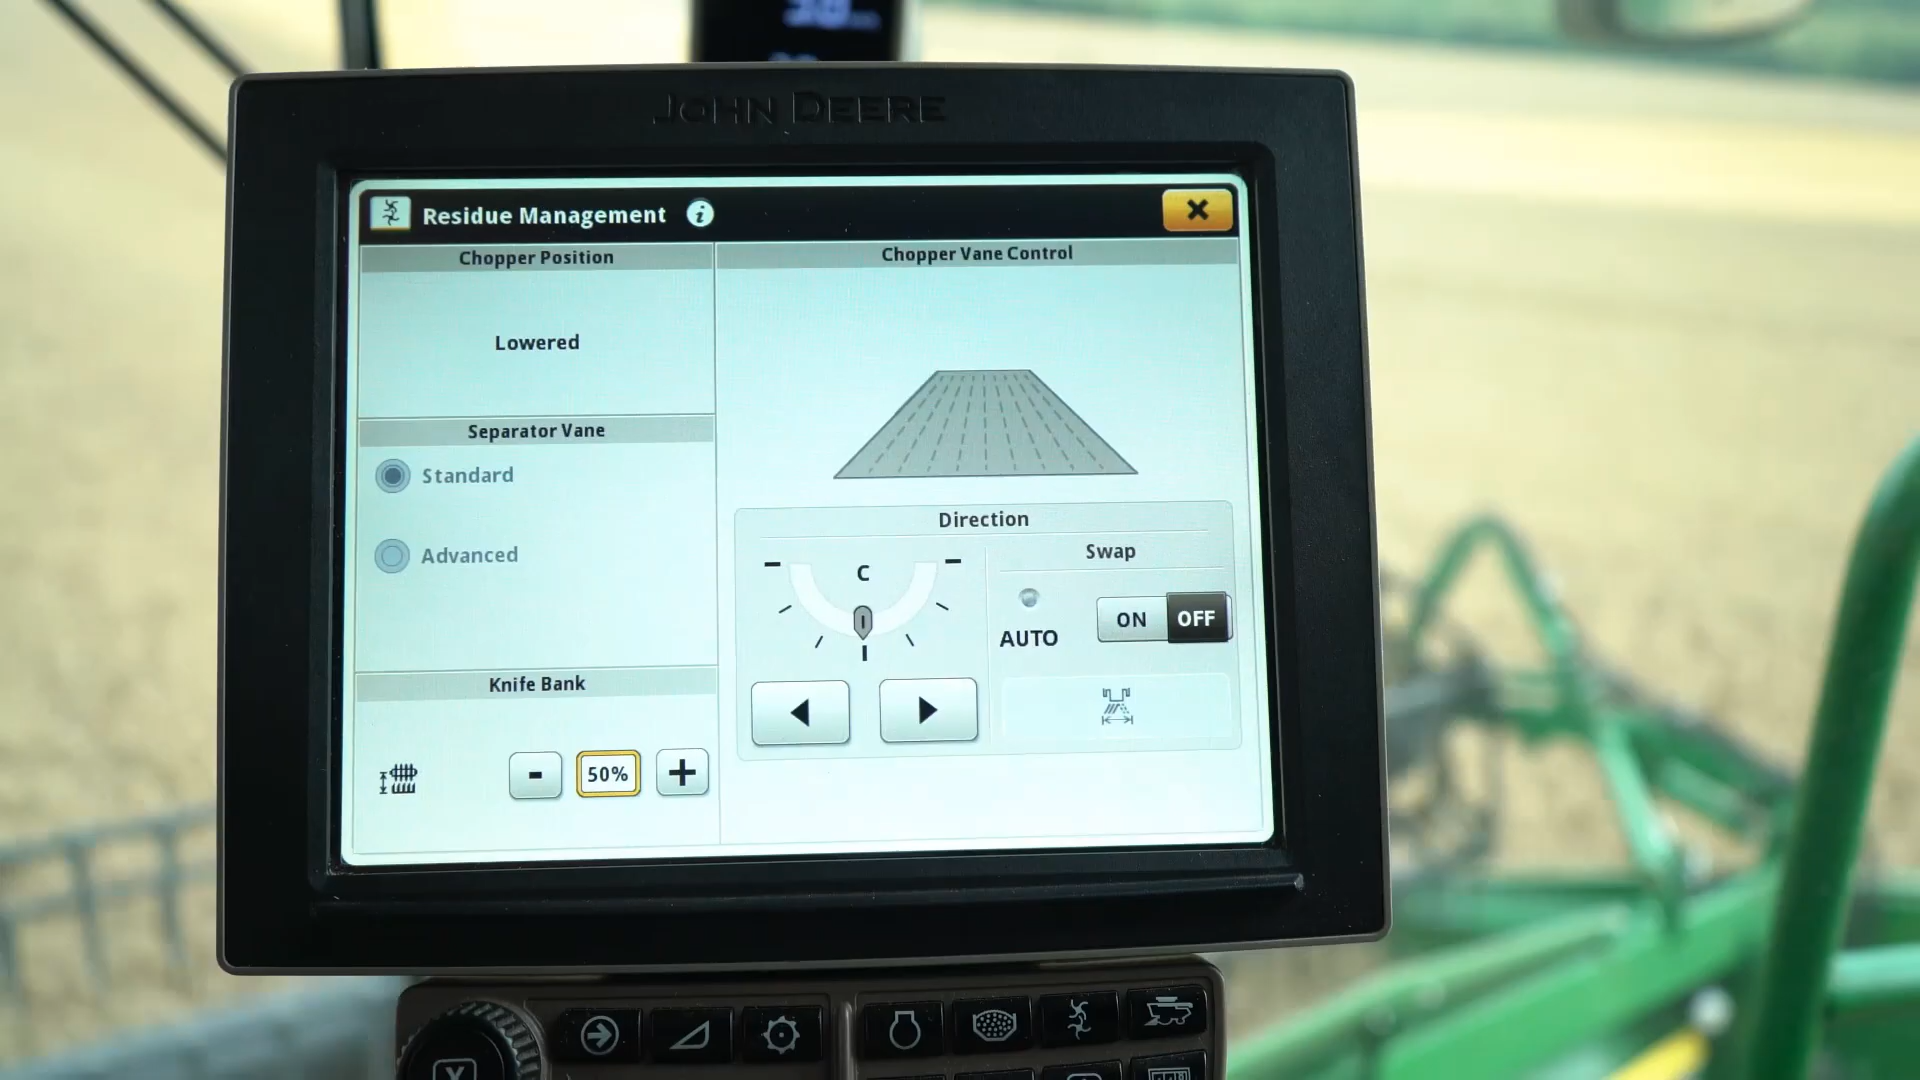 JOHN DEERE
Residue Management
Chopper Position
Lowered
Separator Vane
Standard
Advanced
Knife Bank
- 50% +
Chopper Vane Control
Direction
C
Swap
AUTO
ON OFF